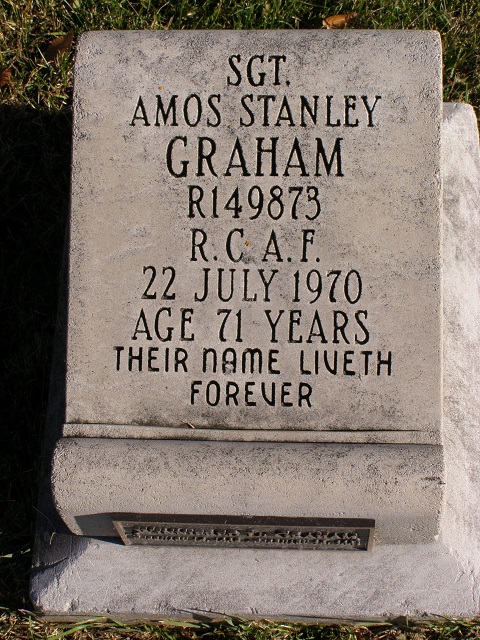 SGT.
AMOS STANLEY
GRAHAM
R149873
R.C.A.F.
22 JULY 1970
AGE 71 YEARS
THEIR NAME LIVETH
FOREVER